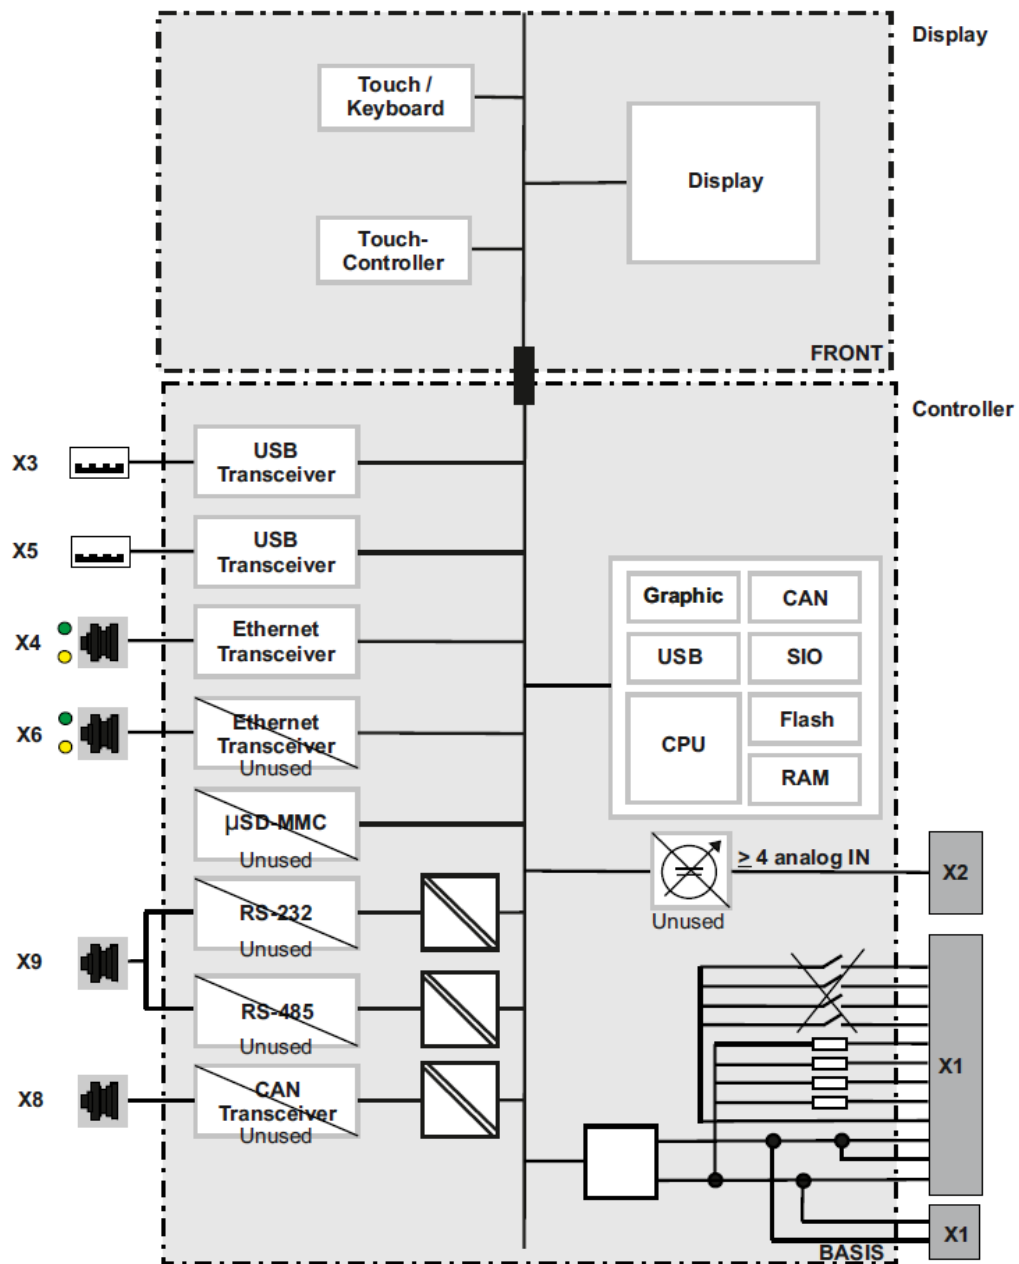 Display
Touch /
Keyboard
Display
Touch-
Controller
FRONT
Controller
X3
USB
Transceiver
X5
USB
Transceiver
Graphic
CAN
X4
Ethernet
Transceiver
USB
SIO
X6
Ethernet
Transceiver
Unused
CPU
Flash
RAM
µSD-MMC
Unused
≥ 4 analog IN
X2
Unused
RS-232
Unused
X9
RS-485
Unused
X1
X8
CAN
Transceiver
Unused
X1
BASIS